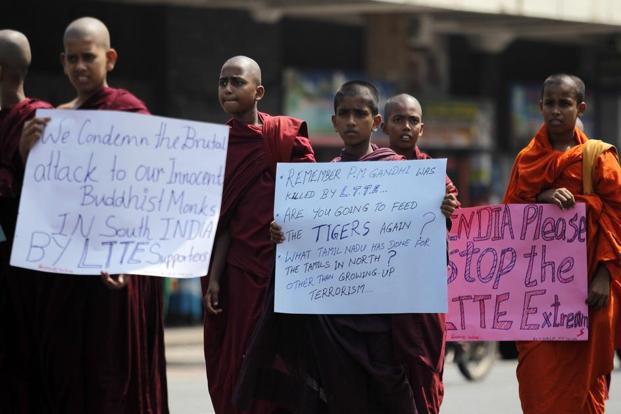 We Condemn the Brutal
attack to our Innocent
Buddhist Monks
IN South INDIA
BY LTTE Supporters
• REMEMBER P.M GANDHI WAS
KILLED BY L.T.T.E...
• ARE YOU GOING TO FEED
THE TIGERS AGAIN ?
• WHAT TAMIL NADU HAS DONE FOR
THE TAMILS IN NORTH ?
OTHER THAN GROWING-UP
TERRORISM...
INDIA Please
Stop the
LTTE Extrem